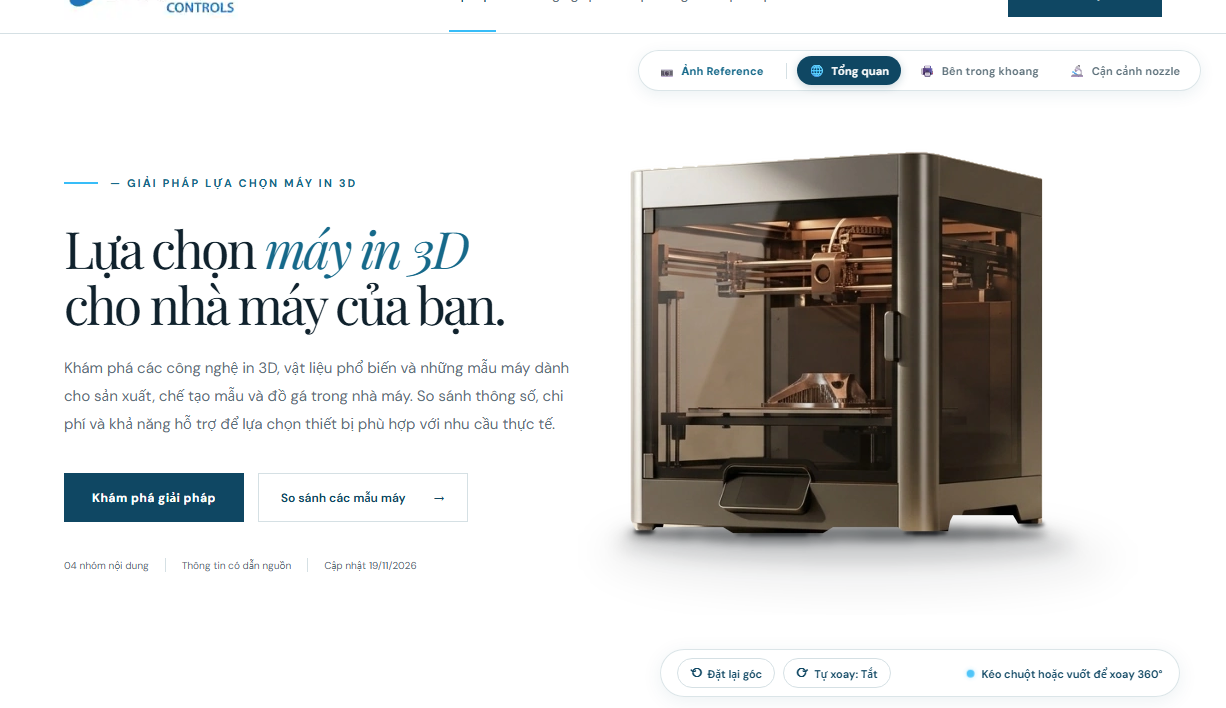 CONTROLS
Ảnh Reference
Tổng quan
Bên trong khoang
Cận cảnh nozzle
— GIẢI PHÁP LỰA CHỌN MÁY IN 3D
Lựa chọn máy in 3D
cho nhà máy của bạn.
Khám phá các công nghệ in 3D, vật liệu phổ biến và những mẫu máy dành
cho sản xuất, chế tạo mẫu và đồ gá trong nhà máy. So sánh thông số, chi
phí và khả năng hỗ trợ để lựa chọn thiết bị phù hợp với nhu cầu thực tế.
Khám phá giải pháp
So sánh các mẫu máy →
04 nhóm nội dung
Thông tin có dẫn nguồn
Cập nhật 19/11/2026
Đặt lại góc
Tự xoay: Tắt
Kéo chuột hoặc vuốt để xoay 360°